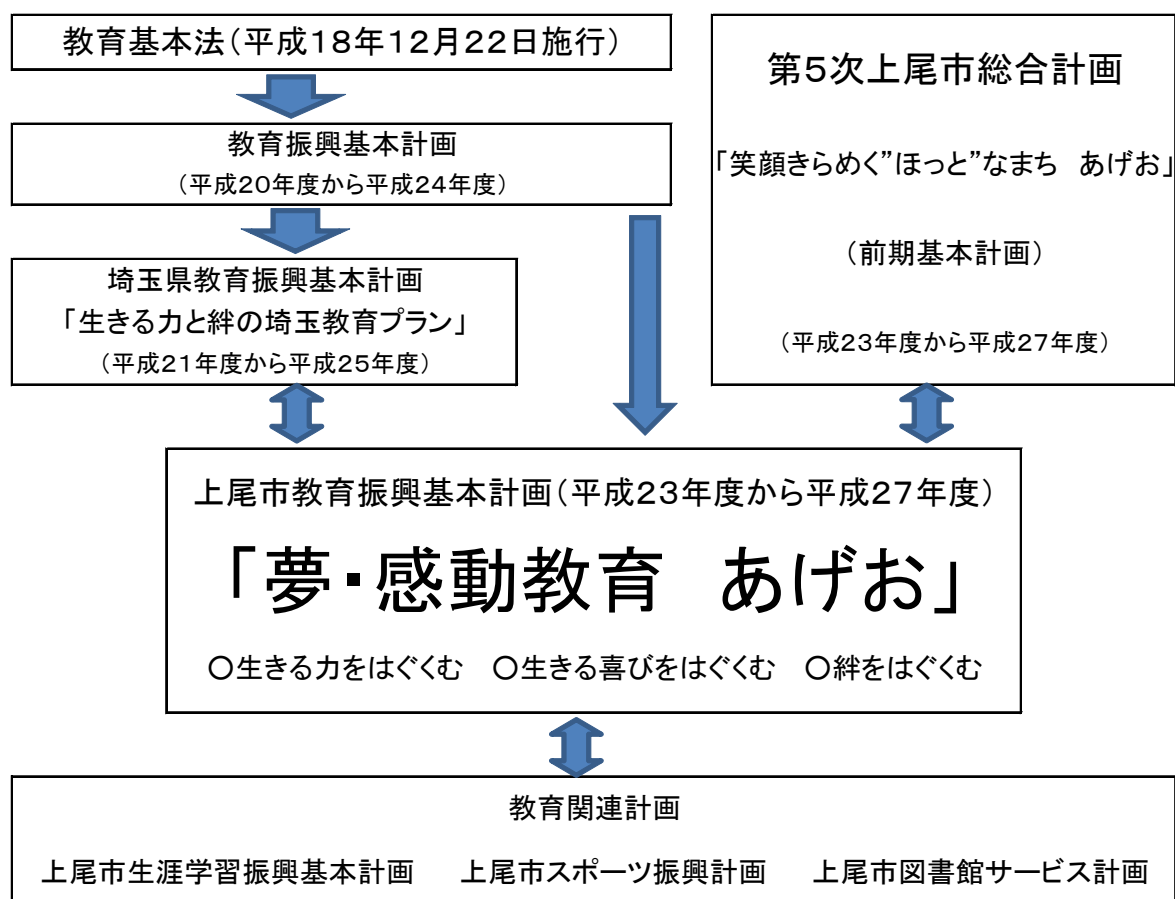 教育基本法(平成18年12月22日施行)
教育振興基本計画
(平成20年度から平成24年度)
埼玉県教育振興基本計画
「生きる力と絆の埼玉教育プラン」
(平成21年度から平成25年度)
第5次上尾市総合計画
「笑顔きらめく”ほっと”なまち　あげお」
(前期基本計画)
(平成23年度から平成27年度)
上尾市教育振興基本計画(平成23年度から平成27年度)
「夢・感動教育　あげお」
○生きる力をはぐくむ　○生きる喜びをはぐくむ　○絆をはぐくむ
教育関連計画
上尾市生涯学習振興基本計画　上尾市スポーツ振興計画　上尾市図書館サービス計画